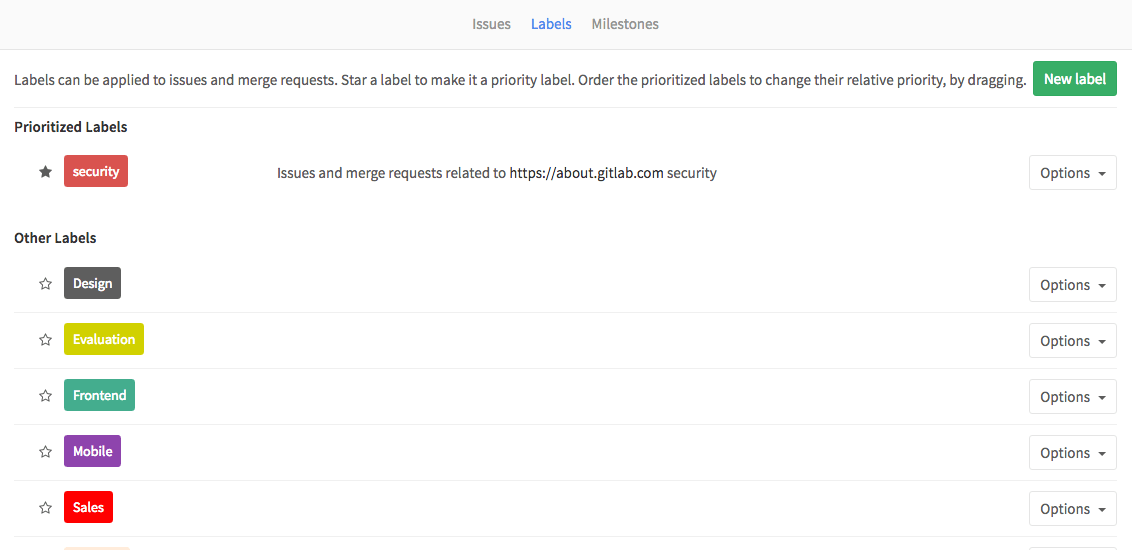 Issues Labels Milestones
Labels can be applied to issues and merge requests. Star a label to make it a priority label. Order the prioritized labels to change their relative priority, by dragging. New label
Prioritized Labels
security Issues and merge requests related to https://about.gitlab.com security Options
Other Labels
Design Options
Evaluation Options
Frontend Options
Mobile Options
Sales Options